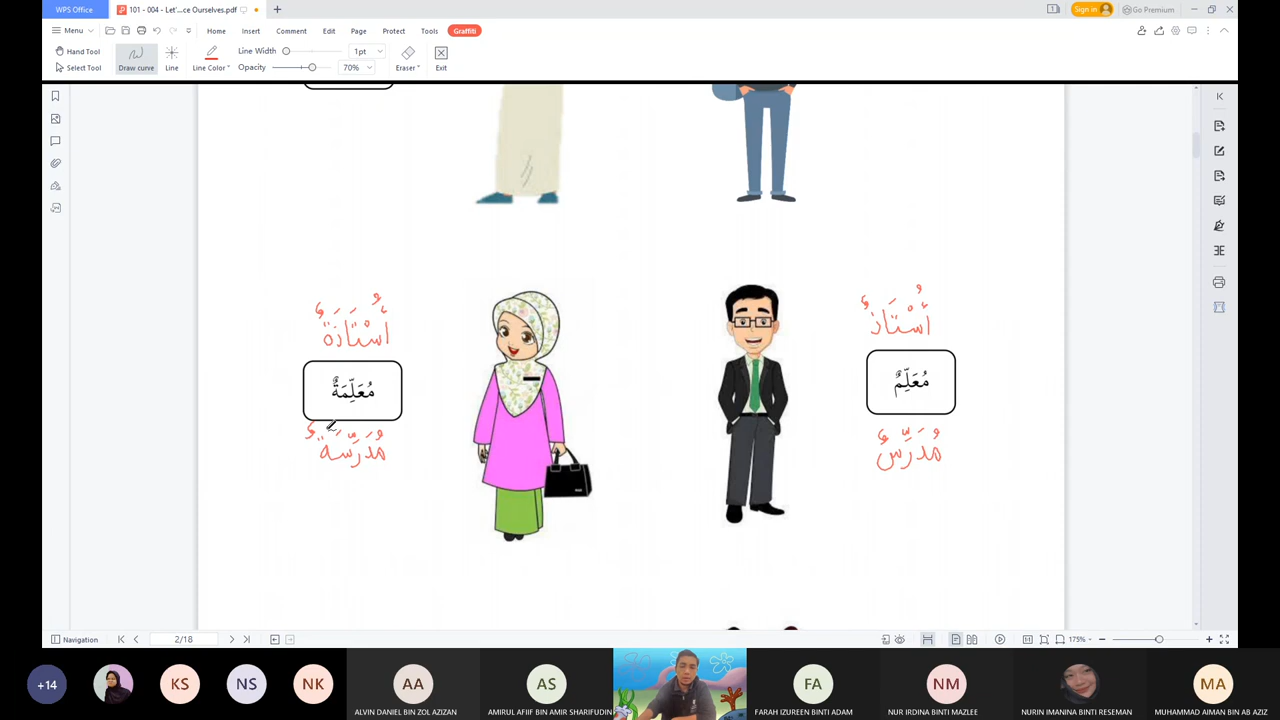 WPS Office
101 - 004 - Let'...ce Ourselves.pdf
Sign in
Go Premium
Menu
Home
Insert
Comment
Edit
Page
Protect
Tools
Graffiti
Hand Tool
Select Tool
Draw curve
Line
Line Color
Line Width
1pt
Opacity
70%
Eraser
Exit
أُسْتَاذٌ
مُعَلِّمٌ
مُدَرِّسٌ
أُسْتَاذَةٌ
مُعَلِّمَةٌ
مُدَرِّسَةٌ
Navigation
2/18
175%
+14
KS
NS
NK
AA
ALVIN DANIEL BIN ZOL AZIZAN
AS
AMIRUL AFIIF BIN AMIR SHARIFUDDIN
FA
FARAH IZUREEN BINTI ADAM
NM
NUR IRDINA BINTI MAZLEE
NURIN IMANINA BINTI RESEMAN
MA
MUHAMMAD AIMAN BIN AB AZIZ